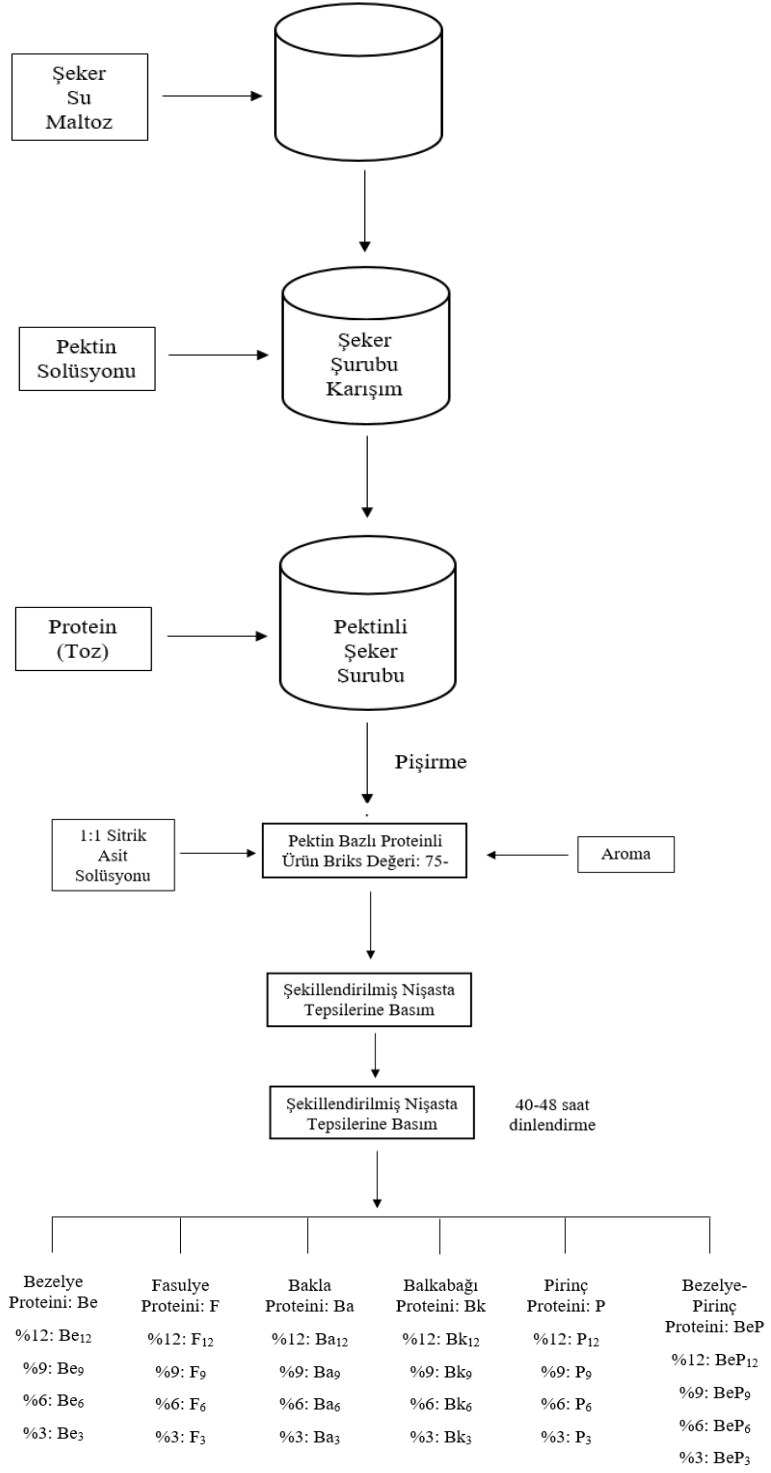 Şeker
Su
Maltoz
Pektin
Solüsyonu
Şeker
Şurubu
Karışım
Protein
(Toz)
Pektinli
Şeker
Surubu
Pişirme
1:1 Sitrik
Asit
Solüsyonu
Pektin Bazlı Proteinli
Ürün Briks Değeri: 75-
Aroma
Şekillendirilmiş Nişasta
Tepsilerine Basım
Şekillendirilmiş Nişasta
Tepsilerine Basım
40-48 saat
dinlendirme
Bezelye
Proteini: Be
%12: Be₁₂
%9: Be₉
%6: Be₆
%3: Be₃
Fasulye
Proteini: F
%12: F₁₂
%9: F₉
%6: F₆
%3: F₃
Bakla
Proteini: Ba
%12: Ba₁₂
%9: Ba₉
%6: Ba₆
%3: Ba₃
Balkabağı
Proteini: Bk
%12: Bk₁₂
%9: Bk₉
%6: Bk₆
%3: Bk₃
Pirinç
Proteini: P
%12: P₁₂
%9: P₉
%6: P₆
%3: P₃
Bezelye-
Pirinç
Proteini: BeP
%12: BeP₁₂
%9: BeP₉
%6: BeP₆
%3: BeP₃